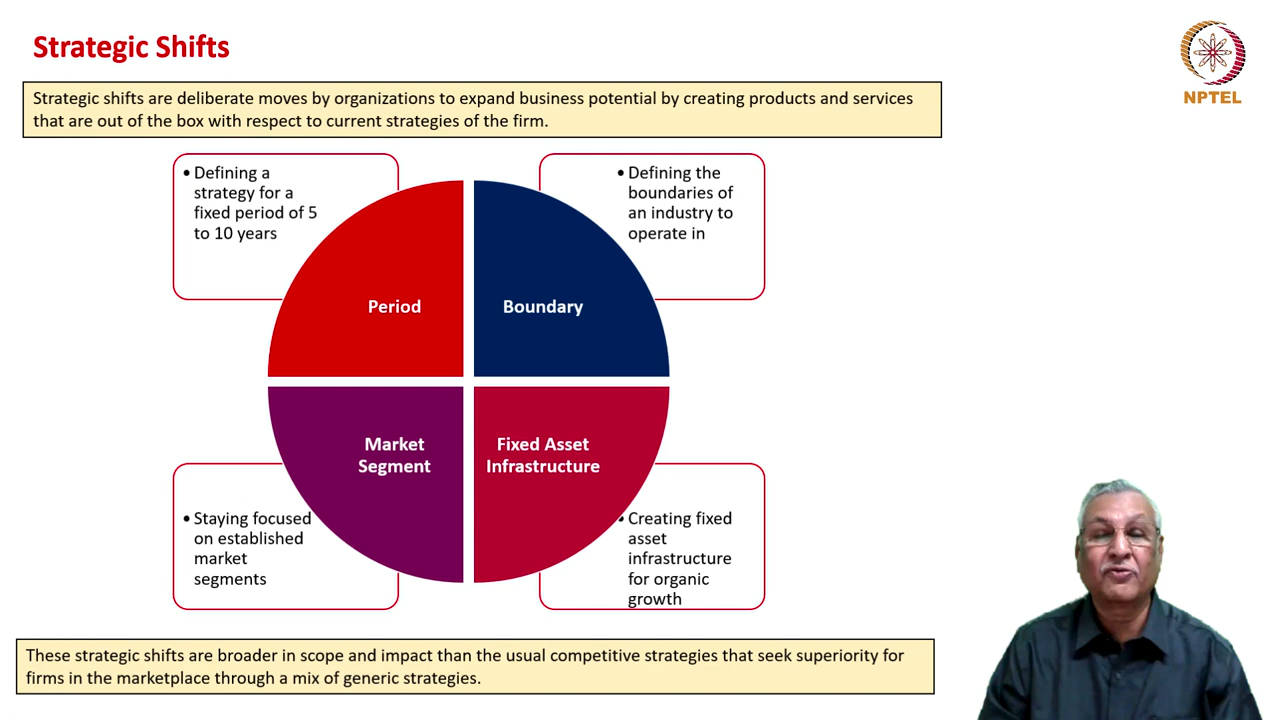 Strategic Shifts
NPTEL
Strategic shifts are deliberate moves by organizations to expand business potential by creating products and services
that are out of the box with respect to current strategies of the firm.
• Defining a
strategy for a
fixed period of 5
to 10 years
• Defining the
boundaries of
an industry to
operate in
Period
Boundary
Market
Segment
Fixed Asset
Infrastructure
• Staying focused
on established
market
segments
• Creating fixed
asset
infrastructure
for organic
growth
These strategic shifts are broader in scope and impact than the usual competitive strategies that seek superiority for
firms in the marketplace through a mix of generic strategies.